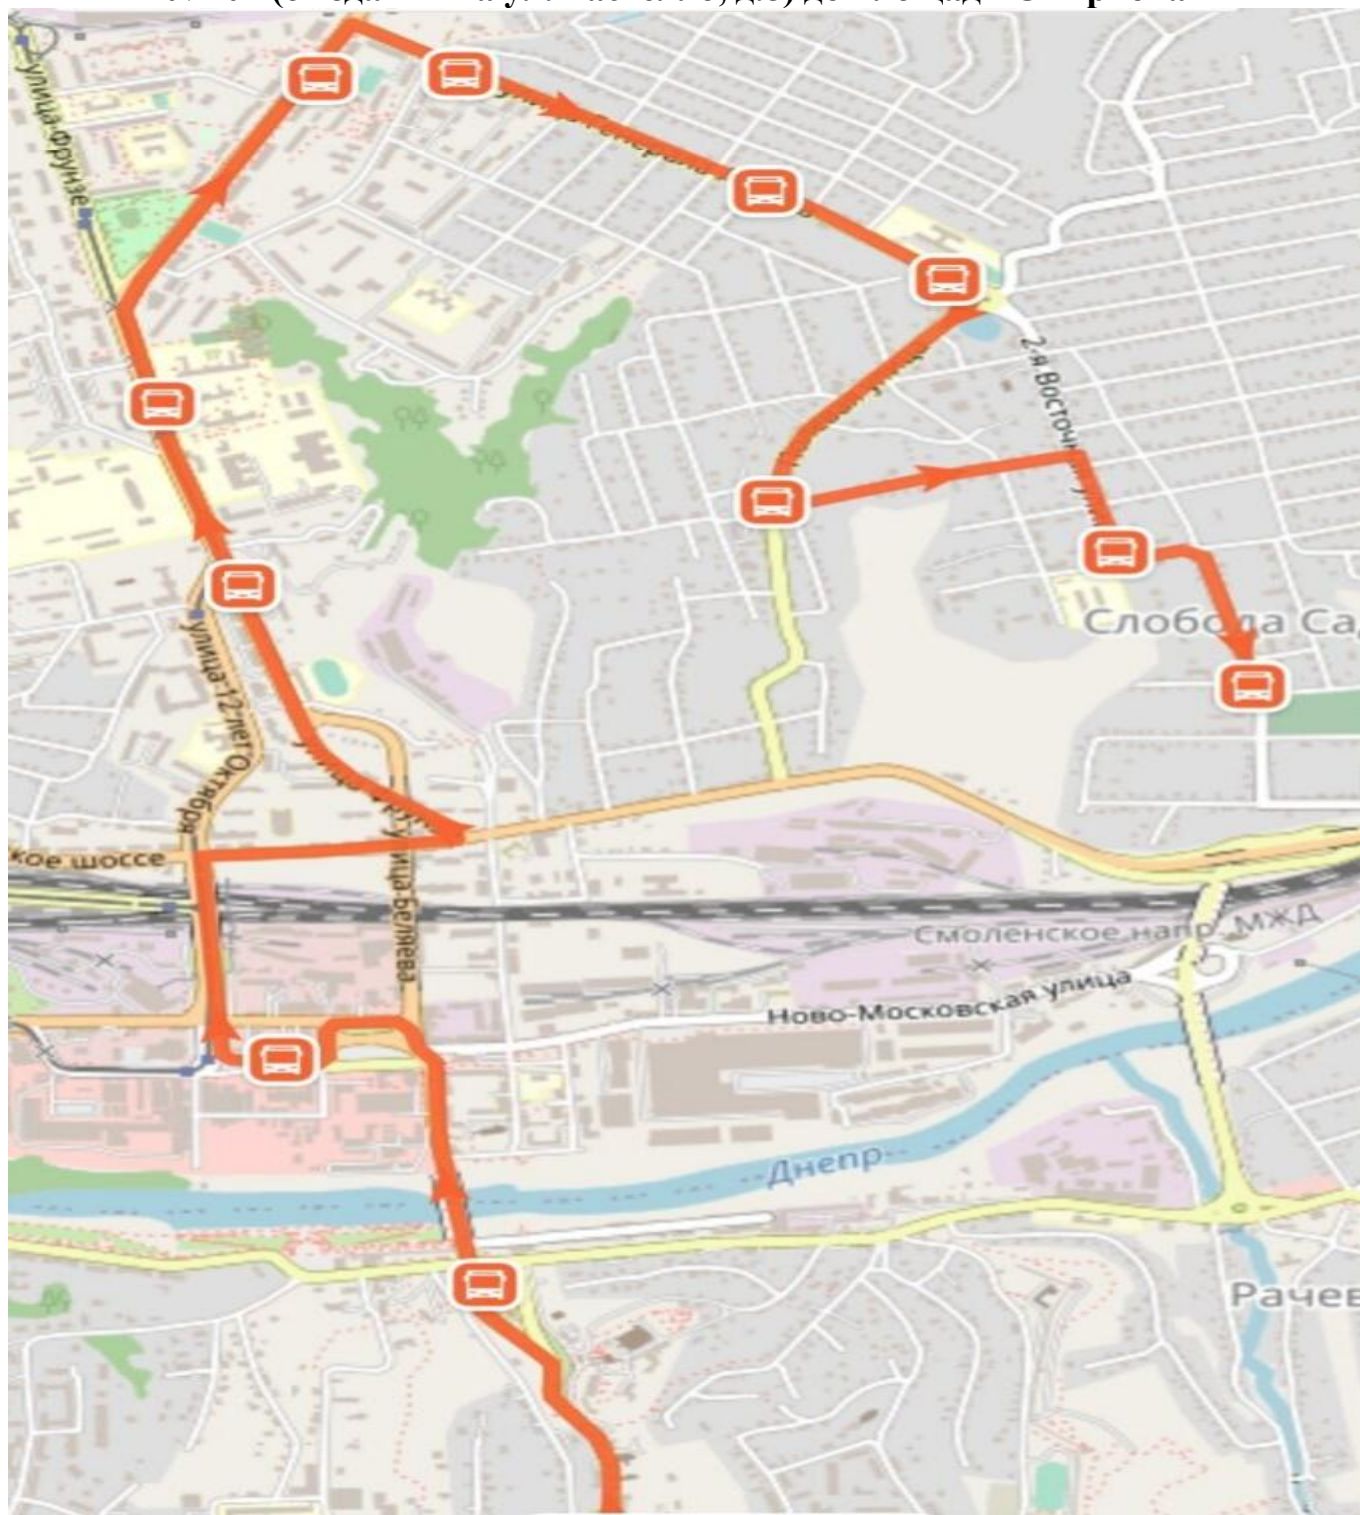 улица Фрунзе
2-я Восточн
Слобода Са
улица 12 лет Октября
кое шоссе
улица Беляева
Смоленское напр. МЖД
Ново-Московская улица
Днепр
Рачев